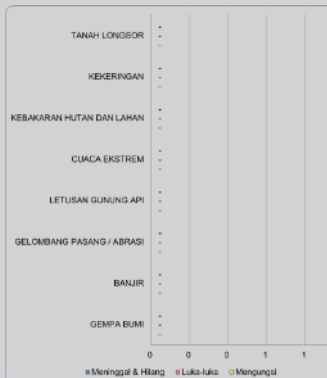 TANAH LONGSOR
-
-
-
KEKERINGAN
-
-
-
KEBAKARAN HUTAN DAN LAHAN
-
-
-
CUACA EKSTREM
-
-
-
LETUSAN GUNUNG API
-
-
-
GELOMBANG PASANG / ABRASI
-
-
-
BANJIR
-
-
-
GEMPA BUMI
-
-
-
0 0 0 1 1
Meninggal & Hilang Luka-luka Mengungsi